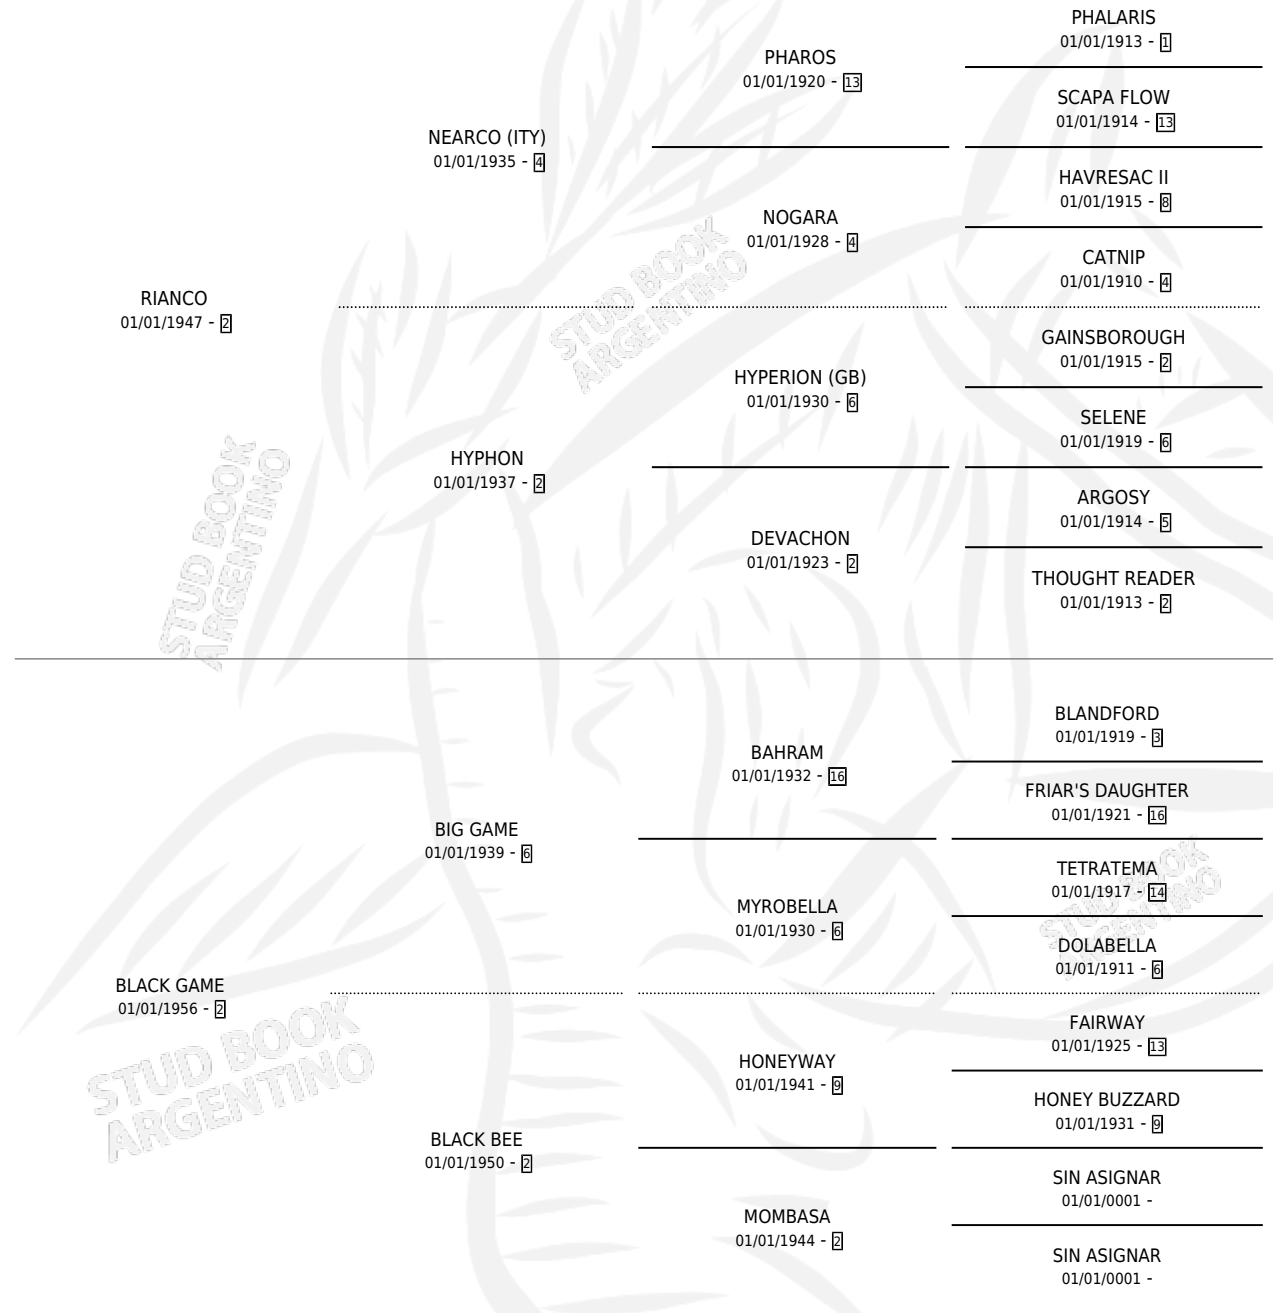 RIANCO
01/01/1947 - 2
NEARCO (ITY)
01/01/1935 - 4
PHAROS
01/01/1920 - 13
PHALARIS
01/01/1913 - 1
SCAPA FLOW
01/01/1914 - 13
NOGARA
01/01/1928 - 4
HAVRESAC II
01/01/1915 - 8
CATNIP
01/01/1910 - 4
HYPHON
01/01/1937 - 2
HYPERION (GB)
01/01/1930 - 6
GAINSBOROUGH
01/01/1915 - 2
SELENE
01/01/1919 - 6
DEVACHON
01/01/1923 - 2
ARGOSY
01/01/1914 - 5
THOUGHT READER
01/01/1913 - 2
BLACK GAME
01/01/1956 - 2
BIG GAME
01/01/1939 - 6
BAHRAM
01/01/1932 - 16
BLANDFORD
01/01/1919 - 3
FRIAR'S DAUGHTER
01/01/1921 - 16
MYROBELLA
01/01/1930 - 6
TETRATEMA
01/01/1917 - 14
DOLABELLA
01/01/1911 - 6
BLACK BEE
01/01/1950 - 2
HONEYWAY
01/01/1941 - 9
FAIRWAY
01/01/1925 - 13
HONEY BUZZARD
01/01/1931 - 9
MOMBASA
01/01/1944 - 2
SIN ASIGNAR
01/01/0001 -
SIN ASIGNAR
01/01/0001 -
STUD BOOK
ARGENTINO
STUD BOOK
ARGENTINO
STUD BOOK
ARGENTINO
STUD BOOK
ARGENTINO